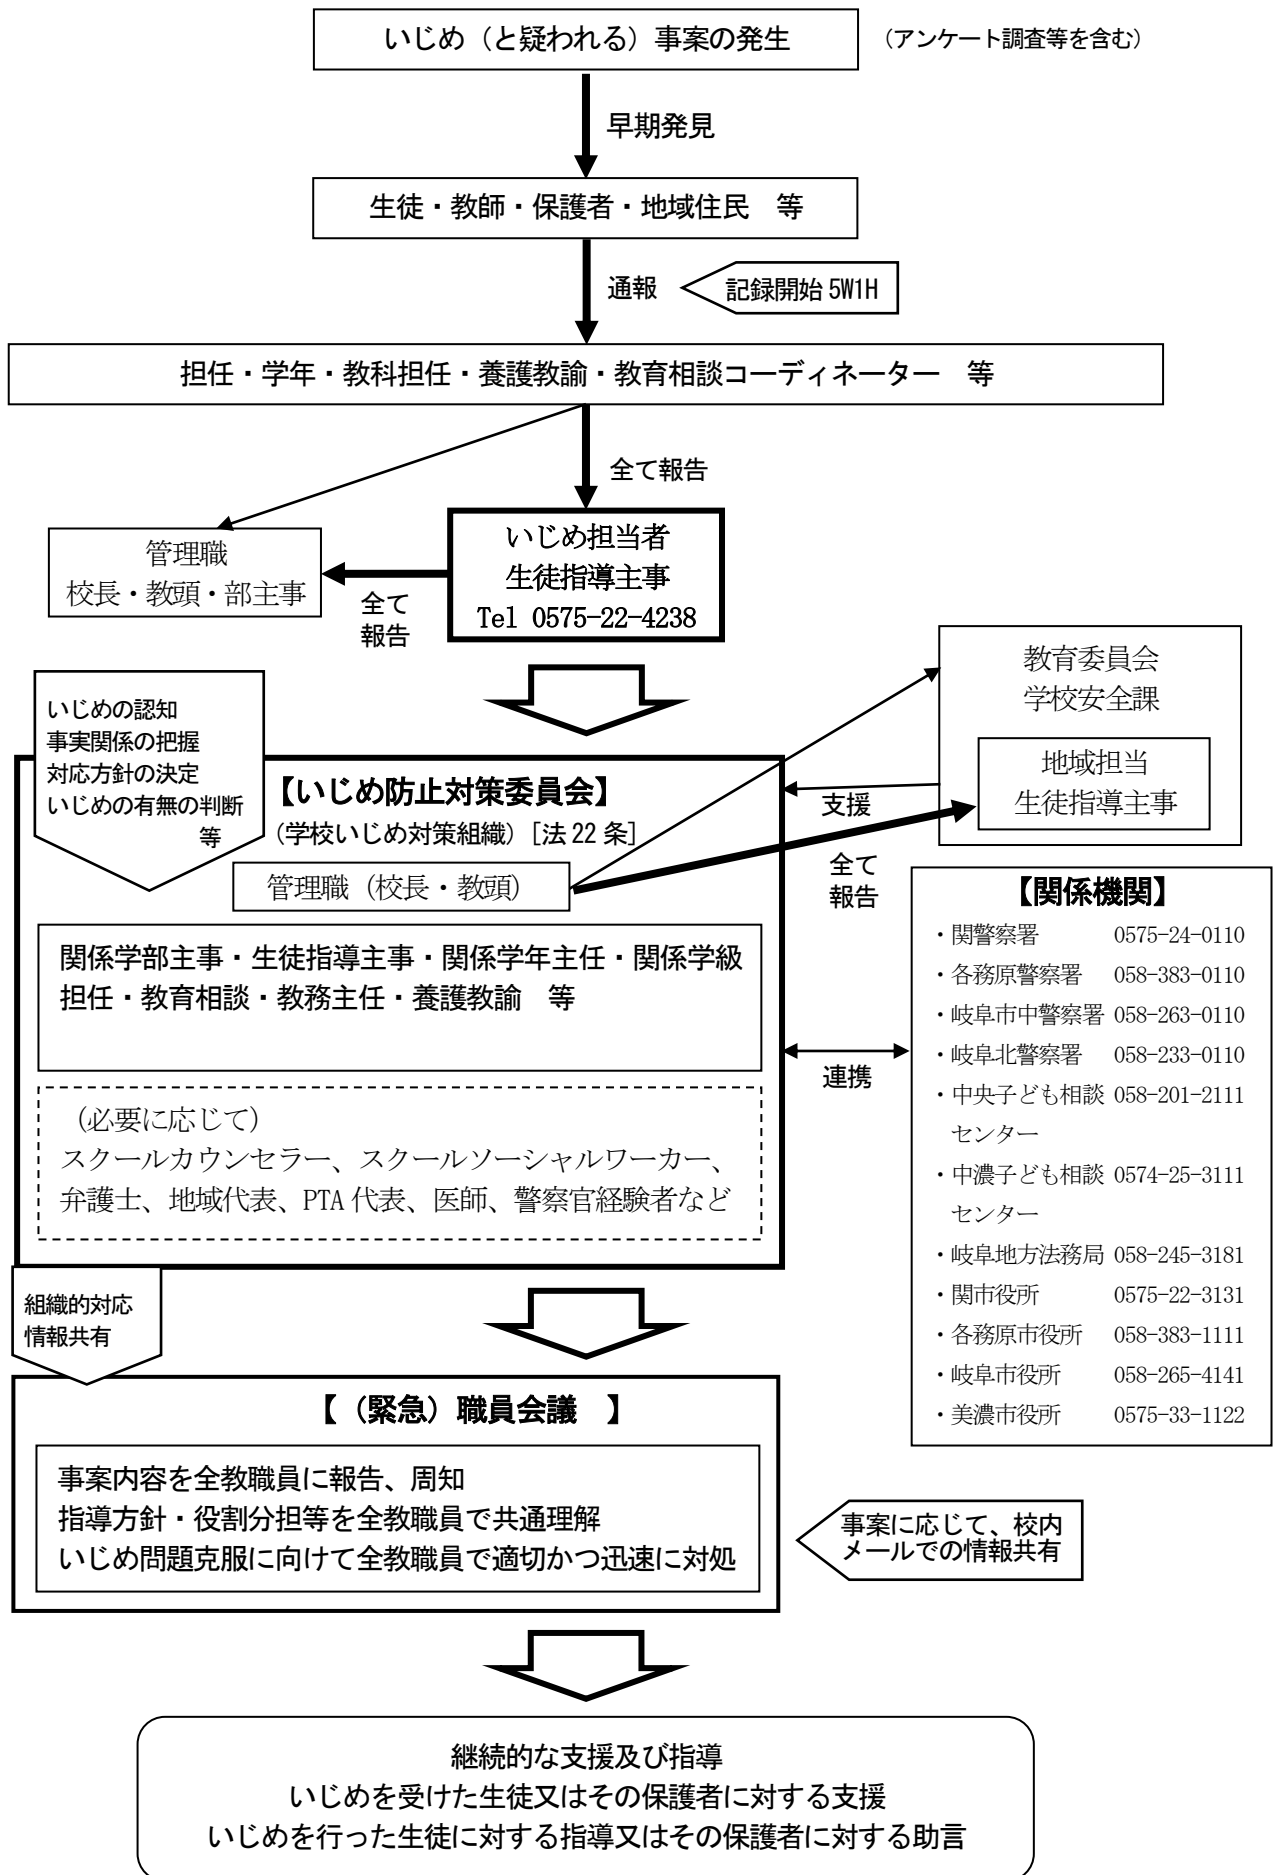 いじめ（と疑われる）事案の発生
（アンケート調査等を含む）
早期発見
生徒・教師・保護者・地域住民　等
通報
記録開始 5W1H
担任・学年・教科担任・養護教諭・教育相談コーディネーター　等
全て報告
管理職
校長・教頭・部主事
全て
報告
いじめ担当者
生徒指導主事
Tel 0575-22-4238
教育委員会
学校安全課
地域担当
生徒指導主事
いじめの認知
事実関係の把握
対応方針の決定
いじめの有無の判断
等
【いじめ防止対策委員会】
（学校いじめ対策組織）［法 22 条］
管理職（校長・教頭）
支援
全て
報告
関係学部主事・生徒指導主事・関係学年主任・関係学級
担任・教育相談・教務主任・養護教諭　等
（必要に応じて）
スクールカウンセラー、スクールソーシャルワーカー、
弁護士、地域代表、PTA 代表、医師、警察官経験者など
連携
【関係機関】
・関警察署　0575-24-0110
・各務原警察署　058-383-0110
・岐阜市中警察署 058-263-0110
・岐阜北警察署　058-233-0110
・中央子ども相談 058-201-2111
センター
・中濃子ども相談 0574-25-3111
センター
・岐阜地方法務局 058-245-3181
・関市役所　0575-22-3131
・各務原市役所　058-383-1111
・岐阜市役所　058-265-4141
・美濃市役所　0575-33-1122
組織的対応
情報共有
【（緊急）職員会議　】
事案内容を全教職員に報告、周知
指導方針・役割分担等を全教職員で共通理解
いじめ問題克服に向けて全教職員で適切かつ迅速に対処
事案に応じて、校内
メールでの情報共有
継続的な支援及び指導
いじめを受けた生徒又はその保護者に対する支援
いじめを行った生徒に対する指導又はその保護者に対する助言